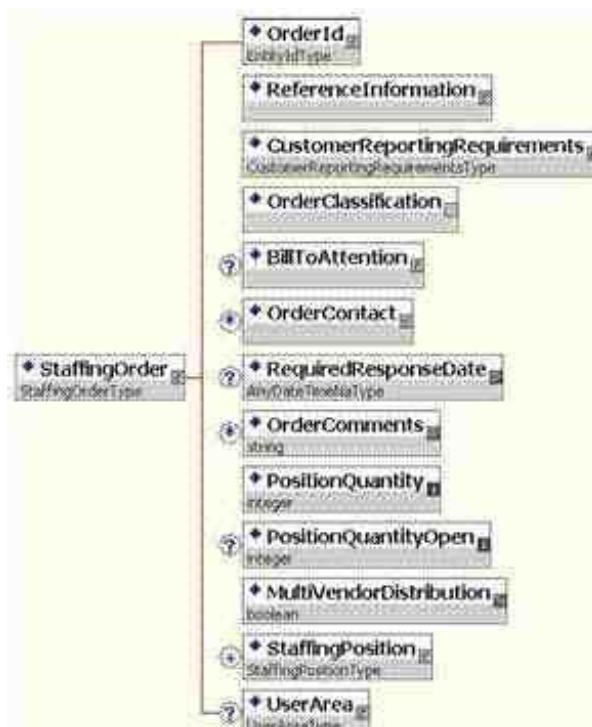 OrderId
EntityIdType
ReferenceInformation
CustomerReportingRequirements
CustomerReportingRequirementsType
OrderClassification
? BillToAttention
* OrderContact
StaffingOrder
StaffingOrderType
? RequiredResponseDate
AnyDateTimeNaType
* OrderComments
string
PositionQuantity
integer
? PositionQuantityOpen
integer
MultiVendorDistribution
boolean
+ StaffingPosition
StaffingPositionType
? UserArea
UserAreaType